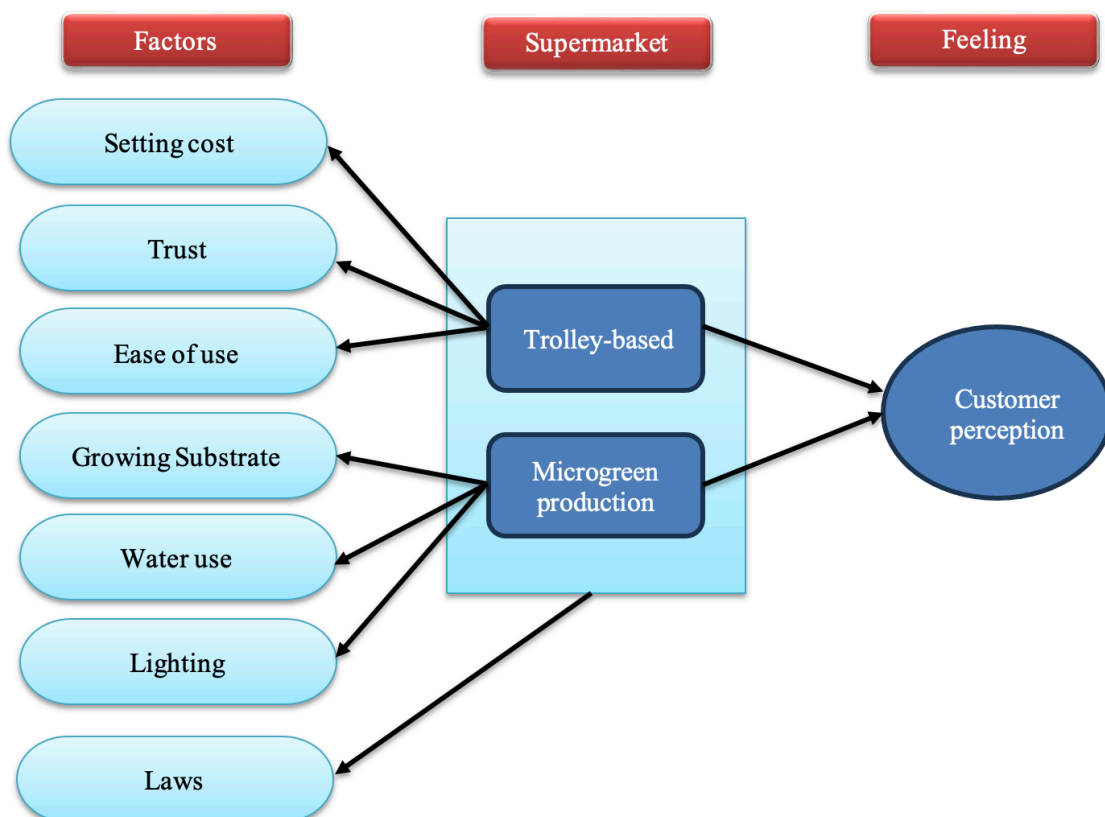 Factors
Supermarket
Feeling
Setting cost
Trust
Ease of use
Growing Substrate
Water use
Lighting
Laws
Trolley-based
Microgreen
production
Customer
perception